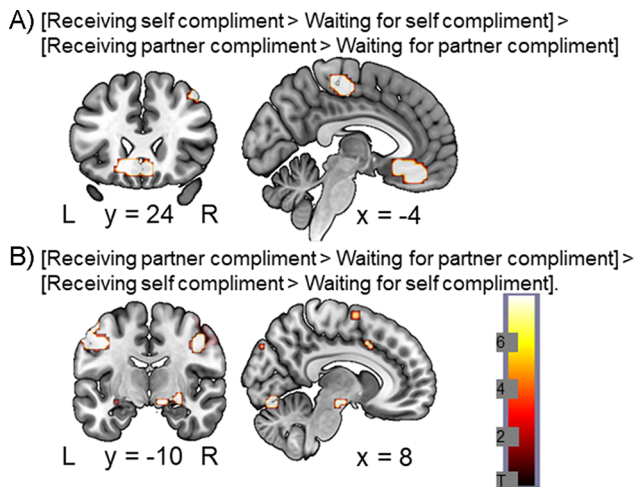 A) [Receiving self compliment > Waiting for self compliment] >
[Receiving partner compliment > Waiting for partner compliment]
L y = 24 R
x = -4
B) [Receiving partner compliment > Waiting for partner compliment] >
[Receiving self compliment > Waiting for self compliment].
6
4
2
T
L y = -10 R
x = 8